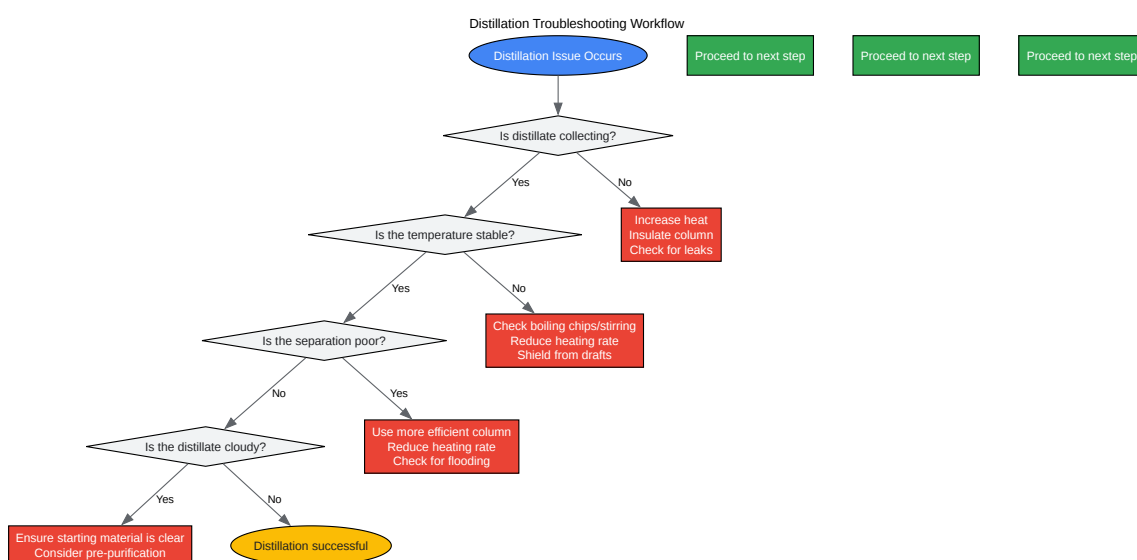 Distillation Troubleshooting Workflow
Distillation Issue Occurs
Proceed to next step
Proceed to next step
Proceed to next step
Is distillate collecting?
Yes
No
Is the temperature stable?
Increase heat
Insulate column
Check for leaks
Yes
No
Is the separation poor?
Check boiling chips/stirring
Reduce heating rate
Shield from drafts
No
Yes
Is the distillate cloudy?
Use more efficient column
Reduce heating rate
Check for flooding
Yes
No
Ensure starting material is clear
Consider pre-purification
Distillation successful